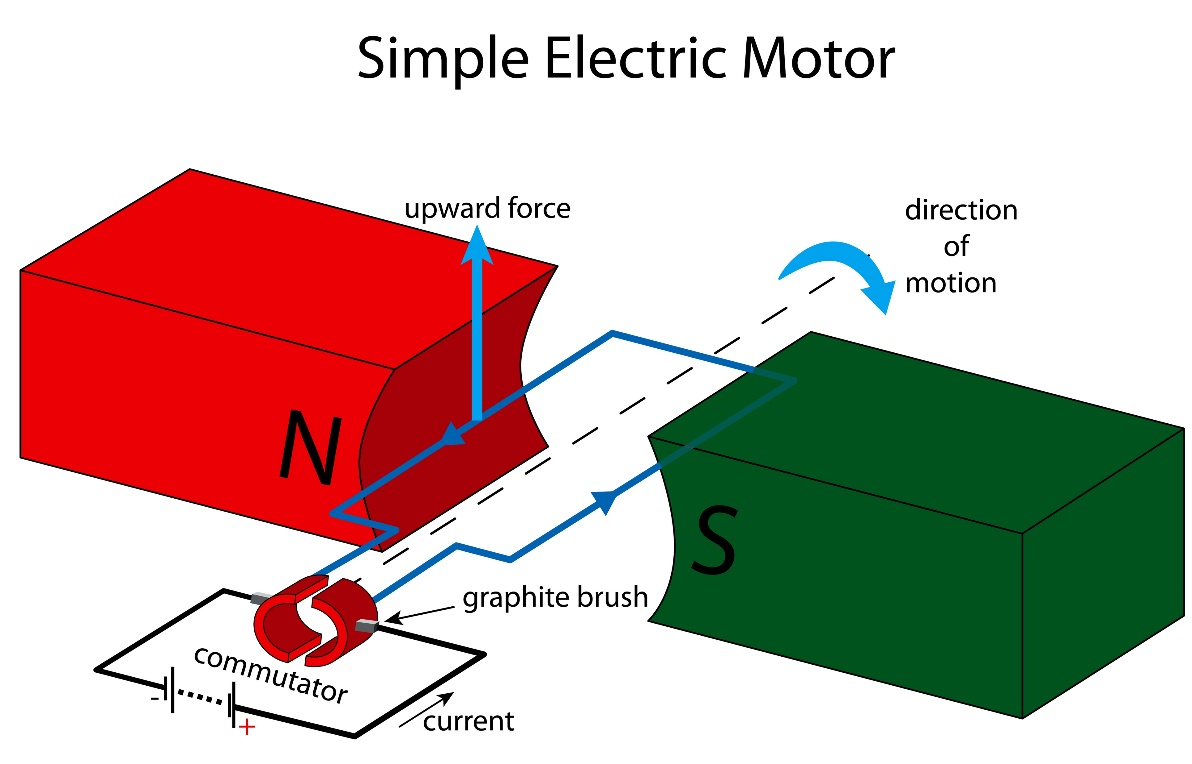 Simple Electric Motor
upward force
direction
of
motion
N
S
graphite brush
commutator
-
+
current